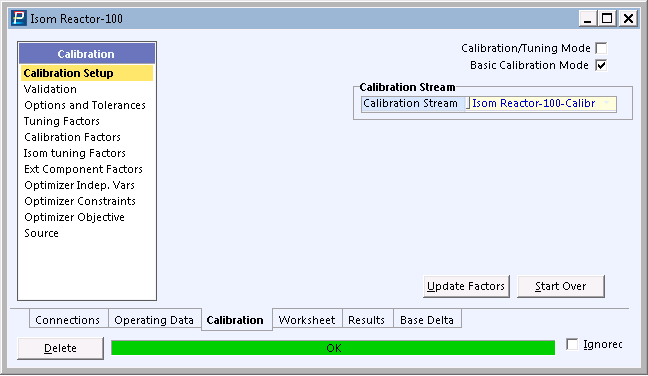 Isom Reactor-100
Calibration
Calibration Setup
Validation
Options and Tolerances
Tuning Factors
Calibration Factors
Isom tuning Factors
Ext Component Factors
Optimizer Indep. Vars
Optimizer Constraints
Optimizer Objective
Source
Calibration/Tuning Mode
Basic Calibration Mode
Calibration Stream
Calibration Stream Isom Reactor-100-Calibr
Update Factors Start Over
Connections Operating Data Calibration Worksheet Results Base Delta
Delete OK Ignorec